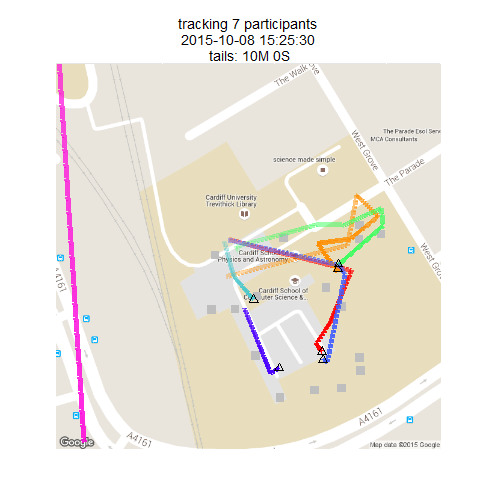 tracking 7 participants
2015-10-08 15:25:30
tails: 10M 0S
The Walk
West Grove
The Parade Esol Serv
MCA Consultants
science made simple
The Parade
Cardiff University
Trevithick Library
West Grove
Cardiff School
Physics and Astronomy
Cardiff School of
Computer Science &...
A4161
A4161
A4161
Google
Map data ©2015 Google